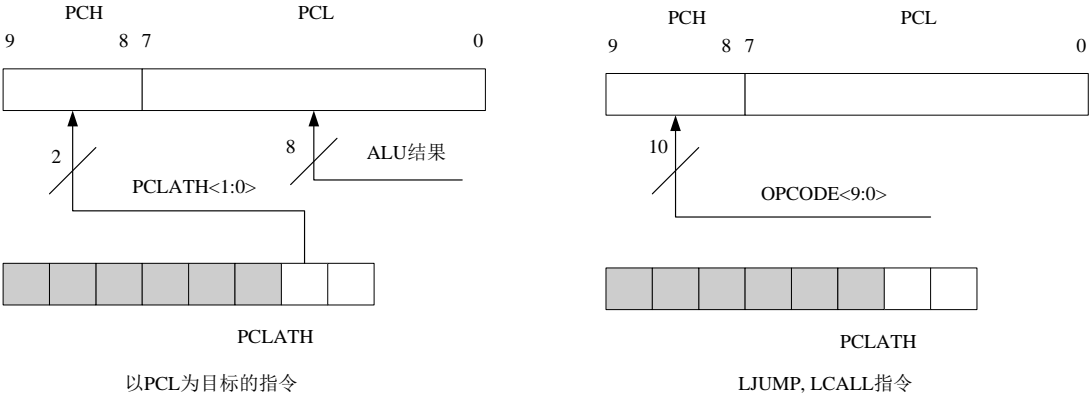 PCH PCL
9 8 7 0
2
8
ALU结果
PCLATH<1:0>
PCLATH
以PCL为目标的指令
PCH PCL
9 8 7 0
10
OPCODE<9:0>
PCLATH
LJUMP, LCALL指令